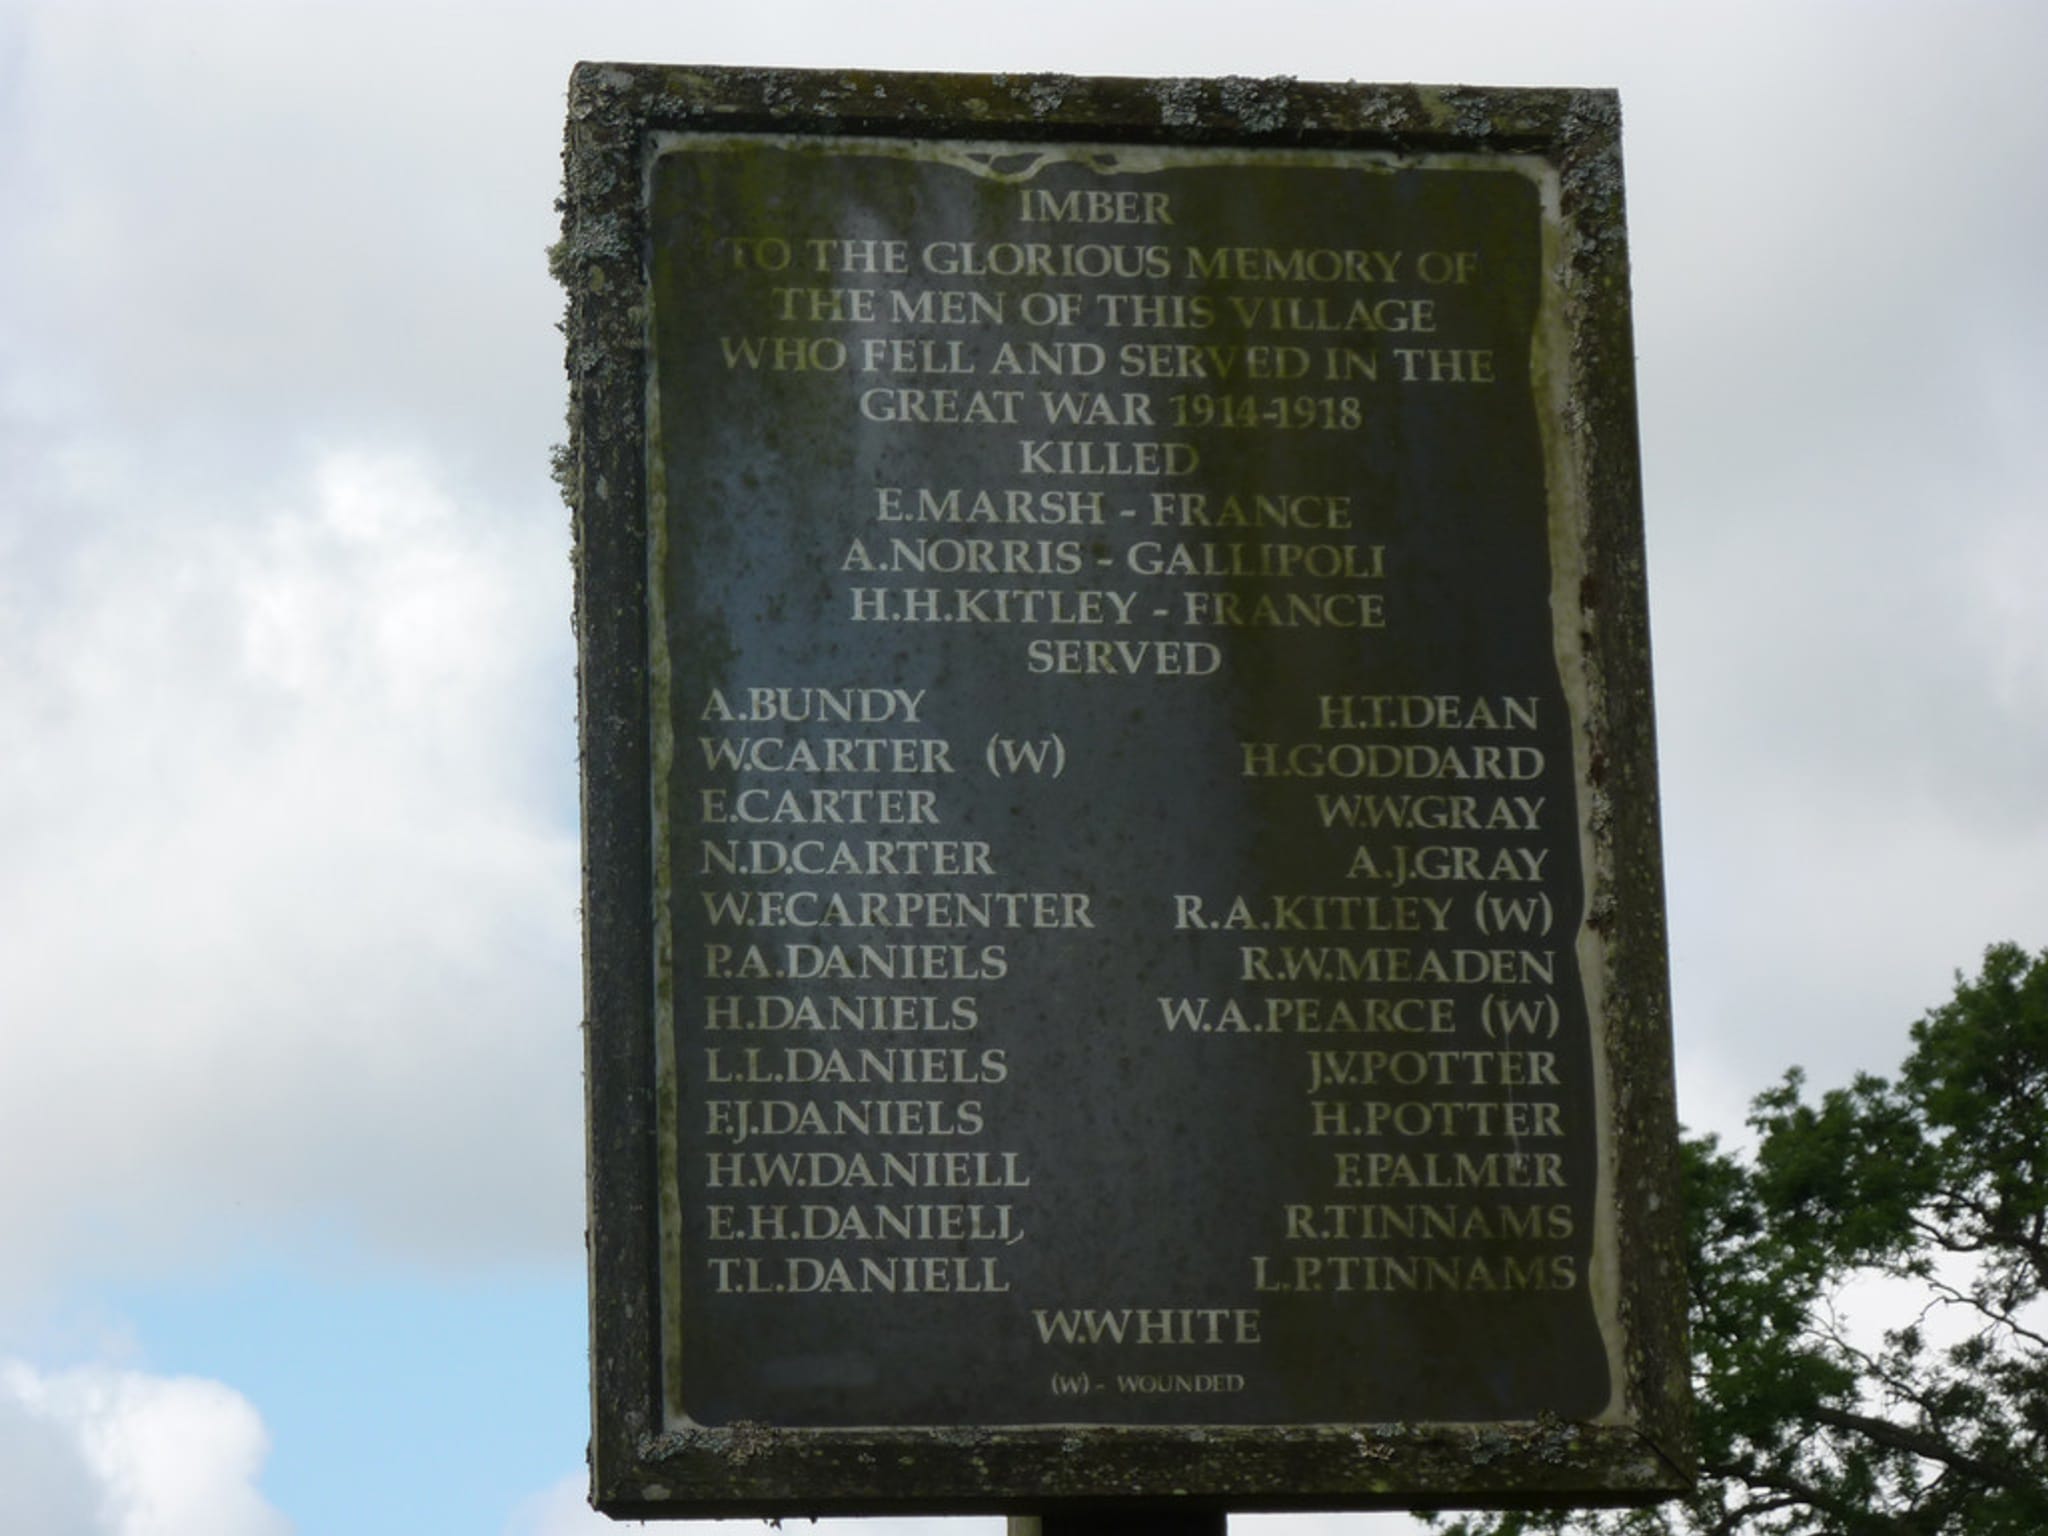 IMBER
TO THE GLORIOUS MEMORY OF
THE MEN OF THIS VILLAGE
WHO FELL AND SERVED IN THE
GREAT WAR 1914-1918
KILLED
E.MARSH - FRANCE
A.NORRIS - GALLIPOLI
H.H.KITLEY - FRANCE
SERVED
A.BUNDY H.T.DEAN
W.CARTER (W) H.GODDARD
E.CARTER W.W.GRAY
N.D.CARTER A.J.GRAY
W.F.CARPENTER R.A.KITLEY (W)
P.A.DANIELS R.W.MEADEN
H.DANIELS W.A.PEARCE (W)
L.L.DANIELS J.V.POTTER
F.J.DANIELS H.POTTER
H.W.DANIELL F.PALMER
E.H.DANIELL R.TINNAMS
T.L.DANIELL L.P.TINNAMS
W.WHITE
(W) - WOUNDED